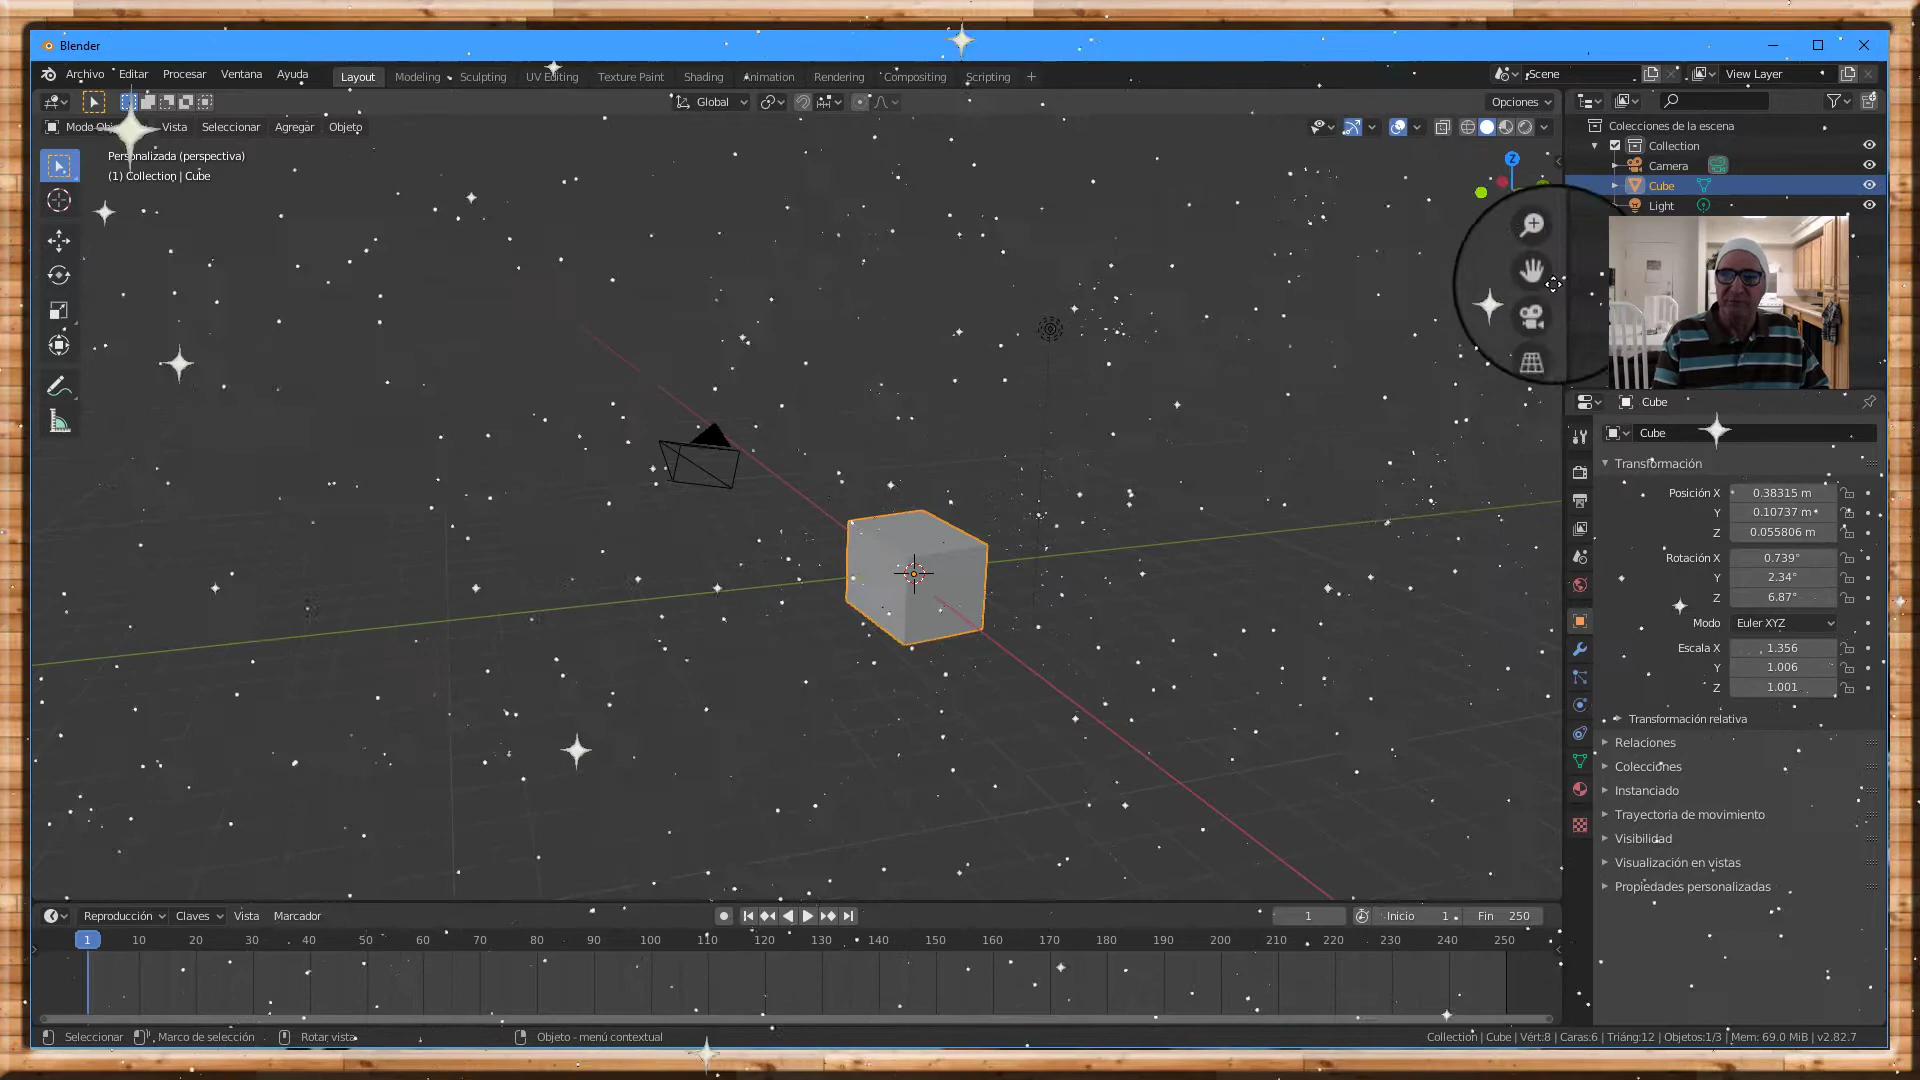 Blender
Archivo Editar Procesar Ventana Ayuda Layout Modeling Sculpting UV Editing Texture Paint Shading Animation Rendering Compositing Scripting + Scene View Layer
Global Opciones
Modo Vista Seleccionar Agregar Objeto
Personalizada (perspectiva)
(1) Collection | Cube
Z
Colecciones de la escena
Collection
Camera
Cube
Light
Cube
Cube
Transformación
Posición X 0.38315 m
Y 0.10737 m
Z 0.055806 m
Rotación X 0.739°
Y 2.34°
Z 6.87°
Modo Euler XYZ
Escala X 1.356
Y 1.006
Z 1.001
Transformación relativa
Relaciones
Colecciones
Instanciado
Trayectoria de movimiento
Visibilidad
Visualización en vistas
Propiedades personalizadas
Reproducción Claves Vista Marcador 1 Inicio 1 Fin 250
1 10 20 30 40 50 60 70 80 90 100 110 120 130 140 150 160 170 180 190 200 210 220 230 240 250
Seleccionar Marco de selección Rotar vista Objeto - menú contextual Collection | Cube | Vért:8 | Caras:6 | Triáng:12 | Objetos:1/3 | Mem: 69.0 MiB | v2.82.7